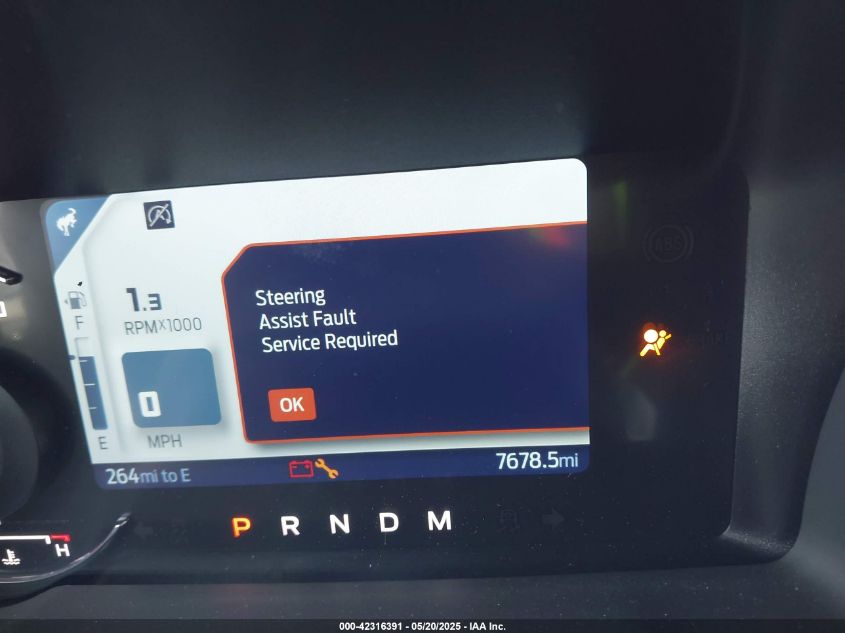 1.3
RPMX1000
F
0
MPH
E
Steering
Assist Fault
Service Required
OK
ABS
264mi to E
7678.5mi
P R N D M
H
000-42316391 - 05/20/2025 - IAA Inc.